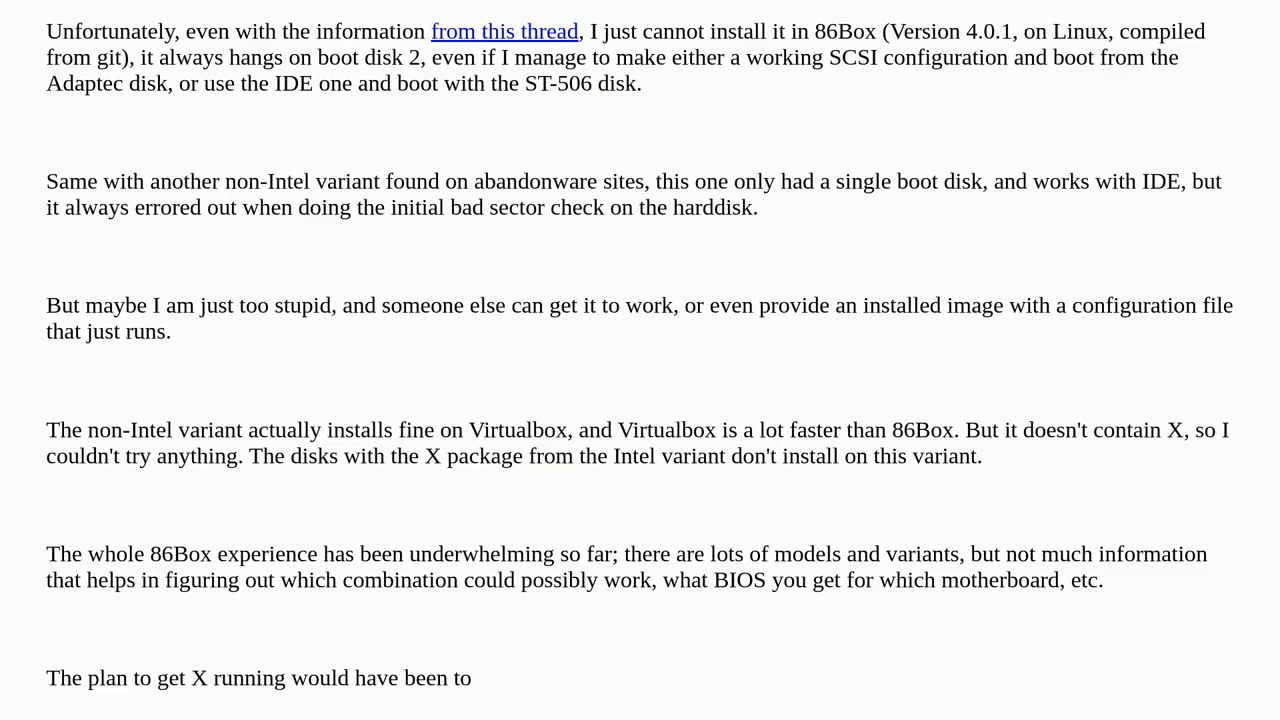 Unfortunately, even with the information from this thread, I just cannot install it in 86Box (Version 4.0.1, on Linux, compiled
from git), it always hangs on boot disk 2, even if I manage to make either a working SCSI configuration and boot from the
Adaptec disk, or use the IDE one and boot with the ST-506 disk.
Same with another non-Intel variant found on abandonware sites, this one only had a single boot disk, and works with IDE, but
it always errored out when doing the initial bad sector check on the harddisk.
But maybe I am just too stupid, and someone else can get it to work, or even provide an installed image with a configuration file
that just runs.
The non-Intel variant actually installs fine on Virtualbox, and Virtualbox is a lot faster than 86Box. But it doesn't contain X, so I
couldn't try anything. The disks with the X package from the Intel variant don't install on this variant.
The whole 86Box experience has been underwhelming so far; there are lots of models and variants, but not much information
that helps in figuring out which combination could possibly work, what BIOS you get for which motherboard, etc.
The plan to get X running would have been to